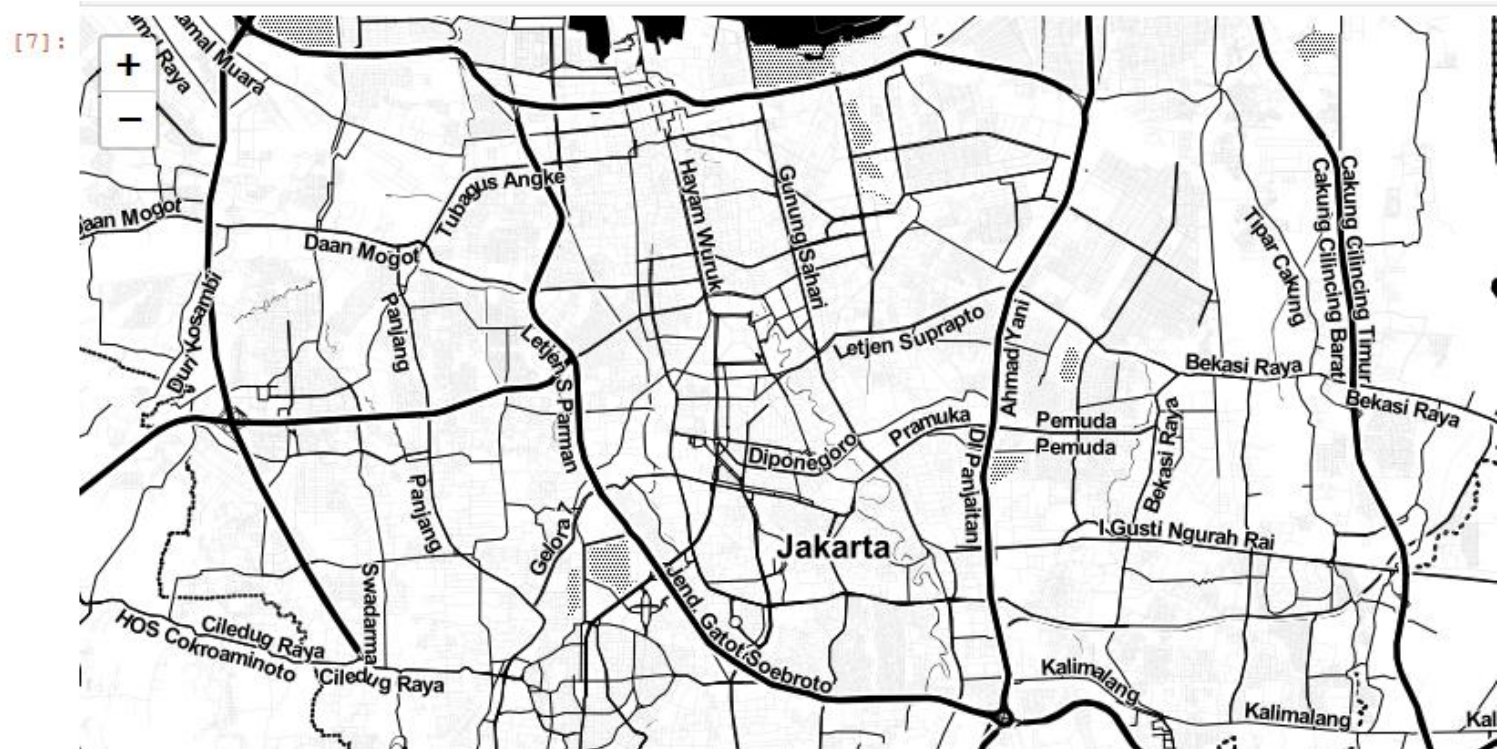 [7]:
+
−
amal Raya
Kamal Muara
Daan Mogot
Tubagus Angke
Daan Mogot
Hayam Wuruk
Gunung Sahari
Tipar Cakung
Cakung Cilincing Barat
Cakung Cilincing Timur
Duri Kosambi
Panjang
Letjen S. Parman
Letjen Suprapto
Ahmad Yani
Bekasi Raya
Bekasi Raya
Pramuka
Pemuda
Pemuda
Bekasi Raya
Diponegoro
DI Panjaitan
Panjang
Gelora
Jakarta
I Gusti Ngurah Rai
Swadarma
Jend. Gatot Soebroto
HOS Cokroaminoto
Ciledug Raya
Ciledug Raya
Kalimalang
Kalimalang
Kal